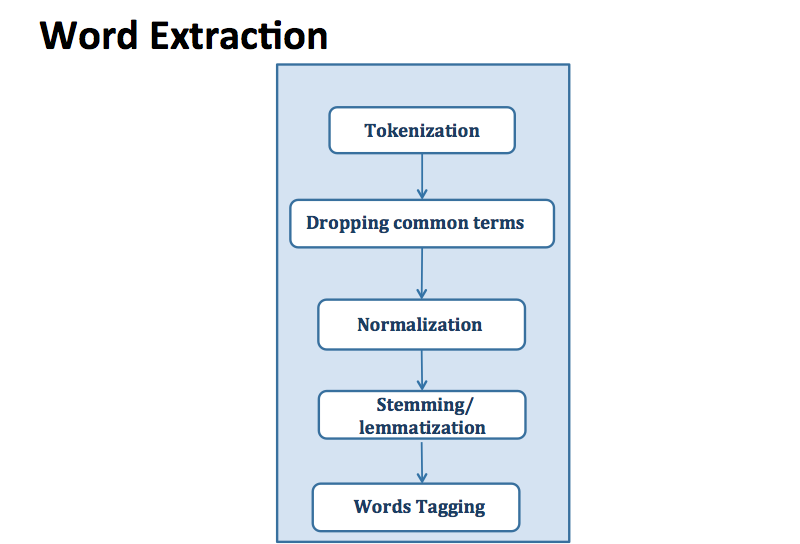 Word Extraction
Tokenization
Dropping common terms
Normalization
Stemming/
lemmatization
Words Tagging